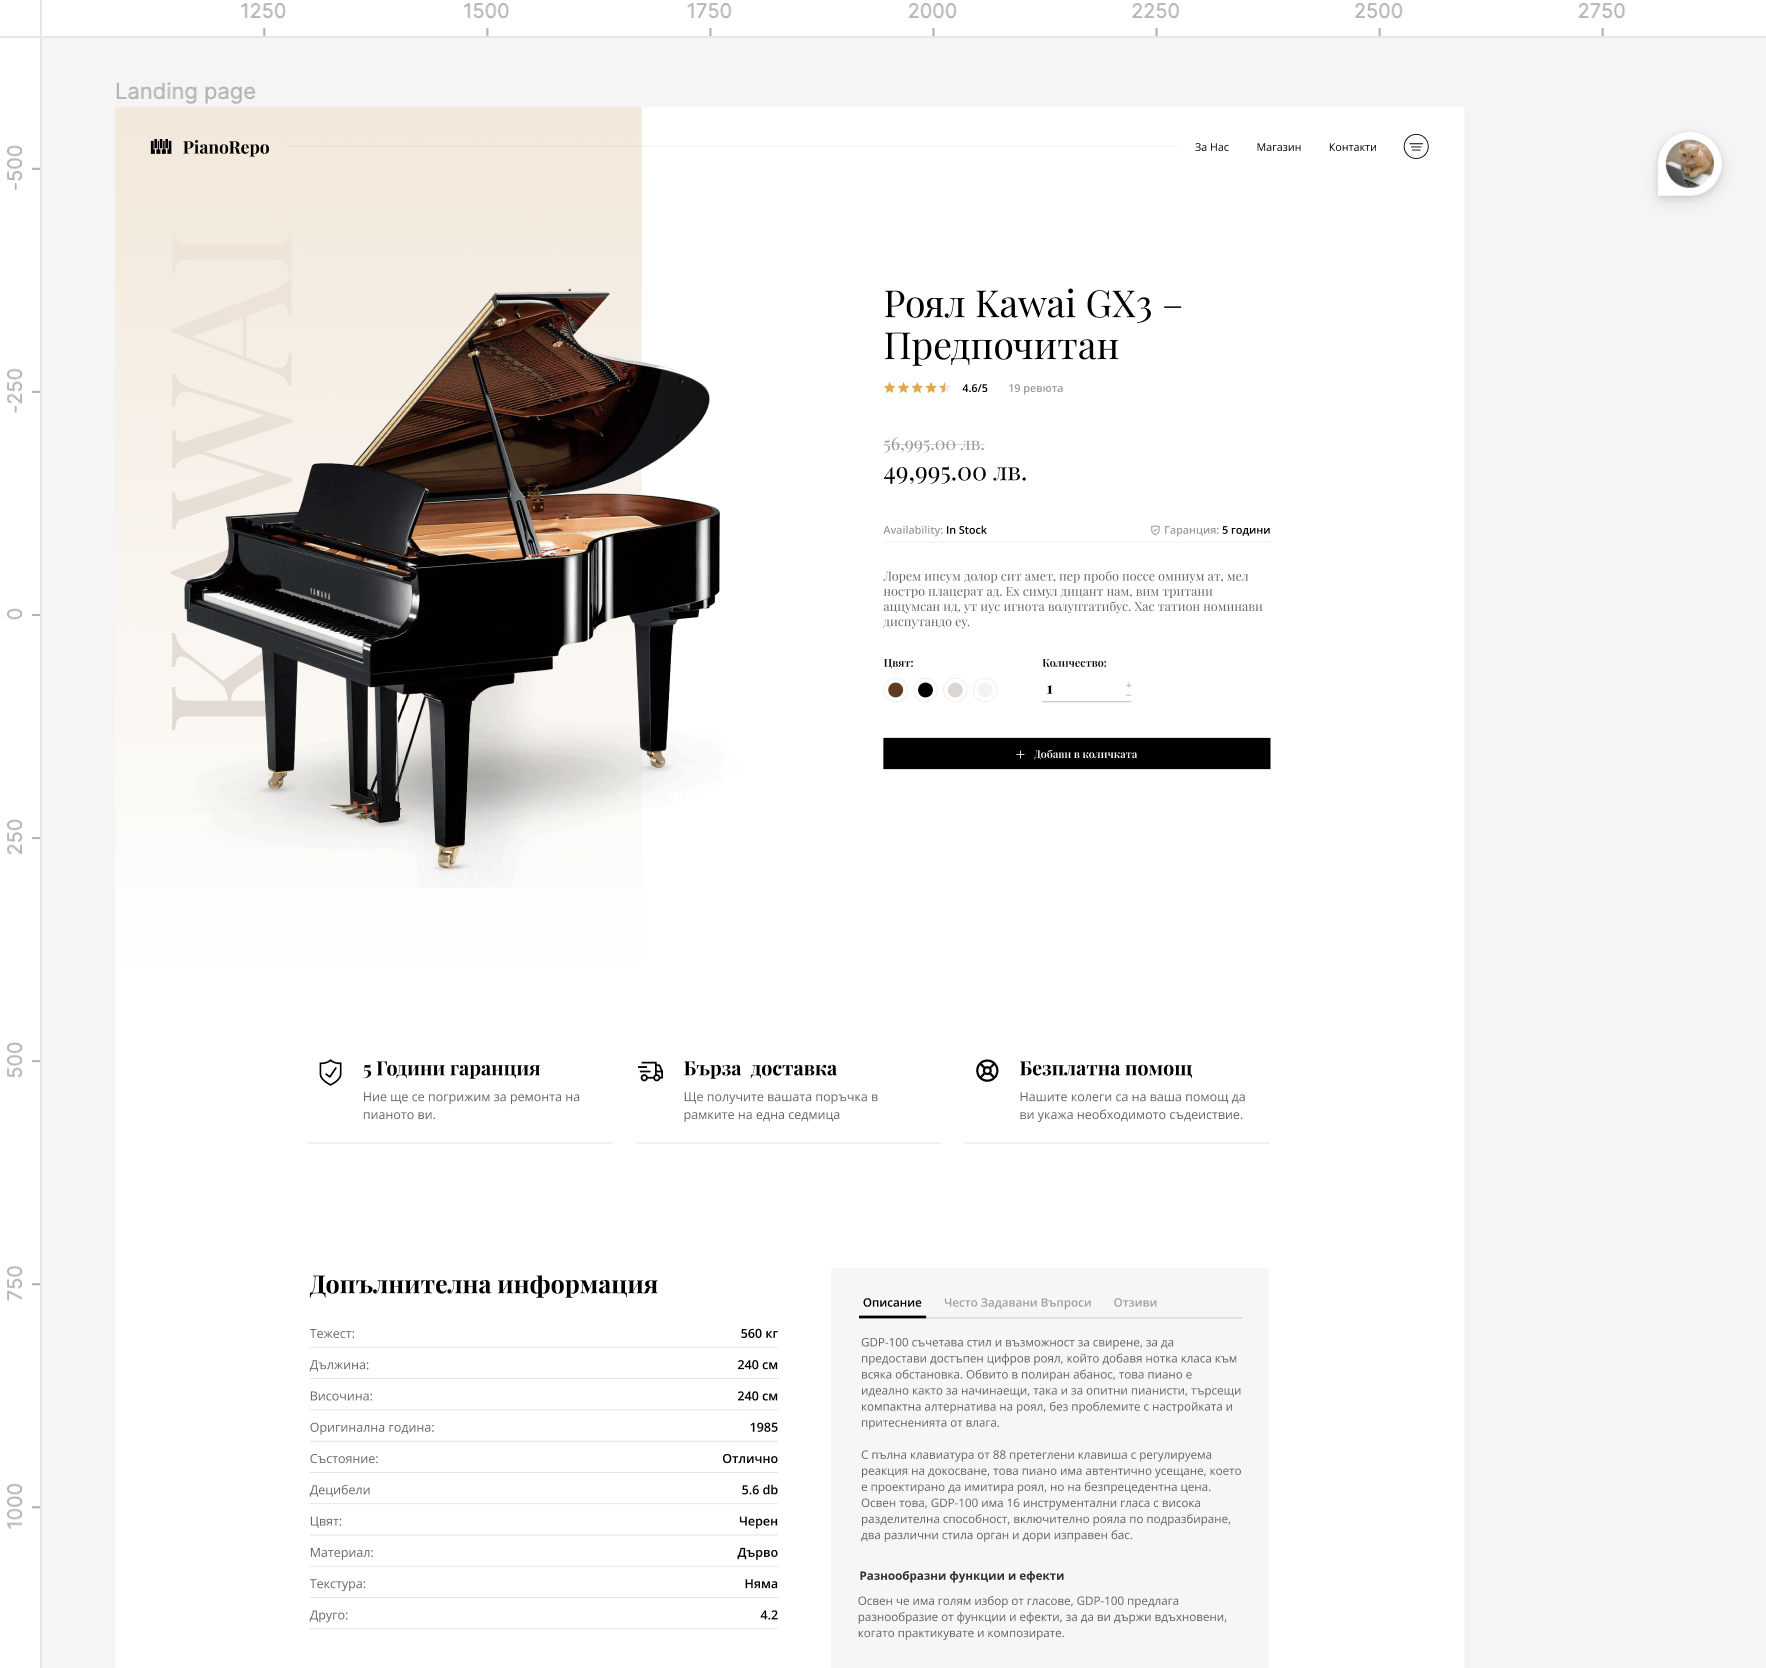 1250
1500
1750
2000
2250
2500
2750
-500
-250
0
250
500
750
1000
Landing page
PianoRepo
За Нас
Магазин
Контакти
KAWAI
YAMAHA
Роял Kawai GX3 –
Предпочитан
4.6/5
19 ревюта
56,995.00 лв.
49,995.00 лв.
Availability: In Stock
Гаранция: 5 години
Лорем ипсум долор сит амет, пер пробо поссе омниум ат, мел
ностро плацерат ад. Ех симул дицант нам, вим тритани
аццумсан ид, ут иус игнота волуптатибус. Хас татион номинави
диспутандо еу.
Цвят:
Количество:
1
+
−
+ Добави в количката
5 Години гаранция
Ние ще се погрижим за ремонта на
пианото ви.
Бърза доставка
Ще получите вашата поръчка в
рамките на една седмица
Безплатна помощ
Нашите колеги са на ваша помощ да
ви укажа необходимото съдеиствие.
Допълнителна информация
Тежест: 560 кг
Дължина: 240 см
Височина: 240 см
Оригинална година: 1985
Състояние: Отлично
Децибели 5.6 db
Цвят: Черен
Материал: Дърво
Текстура: Няма
Друго: 4.2
Описание
Често Задавани Въпроси
Отзиви
GDP-100 съчетава стил и възможност за свирене, за да
предостави достъпен цифров роял, който добавя нотка класа към
всяка обстановка. Обвито в полиран абанос, това пиано е
идеално както за начинаещи, така и за опитни пианисти, търсещи
компактна алтернатива на роял, без проблемите с настройката и
притесненията от влага.
С пълна клавиатура от 88 претеглени клавиша с регулируема
реакция на докосване, това пиано има автентично усещане, което
е проектирано да имитира роял, но на безпрецедентна цена.
Освен това, GDP-100 има 16 инструментални гласа с висока
разделителна способност, включително рояла по подразбиране,
два различни стила орган и дори изправен бас.
Разнообразни функции и ефекти
Освен че има голям избор от гласове, GDP-100 предлага
разнообразие от функции и ефекти, за да ви държи вдъхновени,
когато практикувате и композирате.